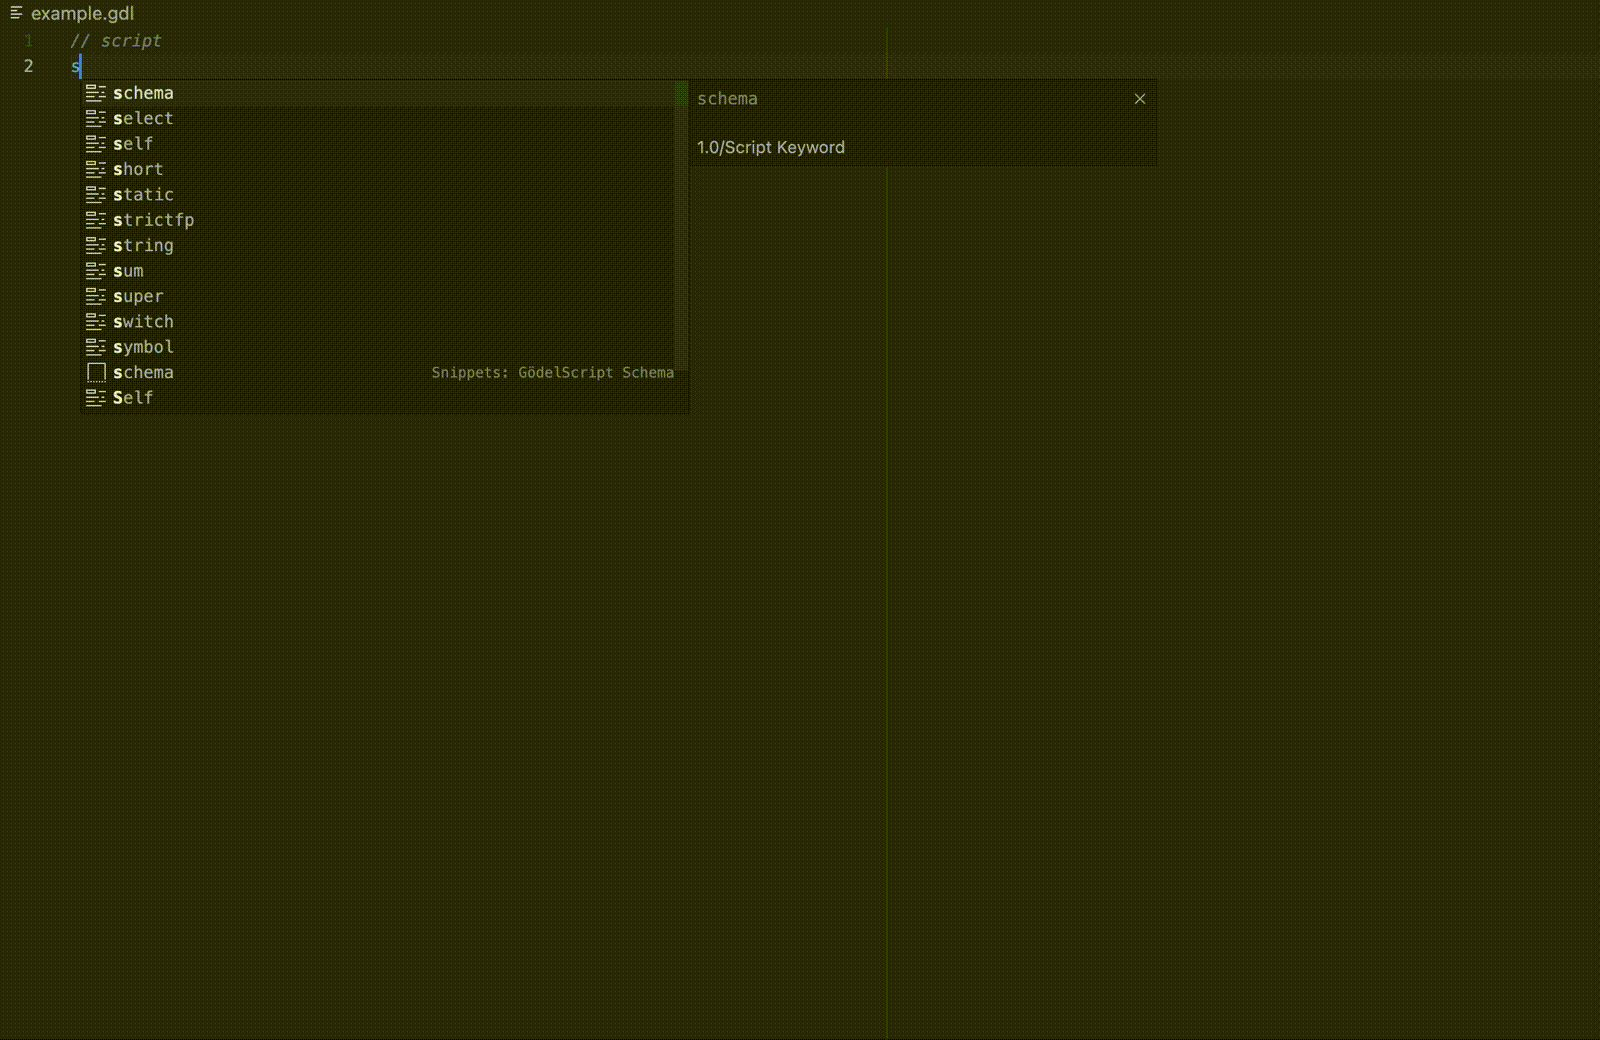 example.gdl
1 // script
2 s
schema
select
self
short
static
strictfp
string
sum
super
switch
symbol
schema Snippets: GödelScript Schema
Self
schema
1.0/Script Keyword